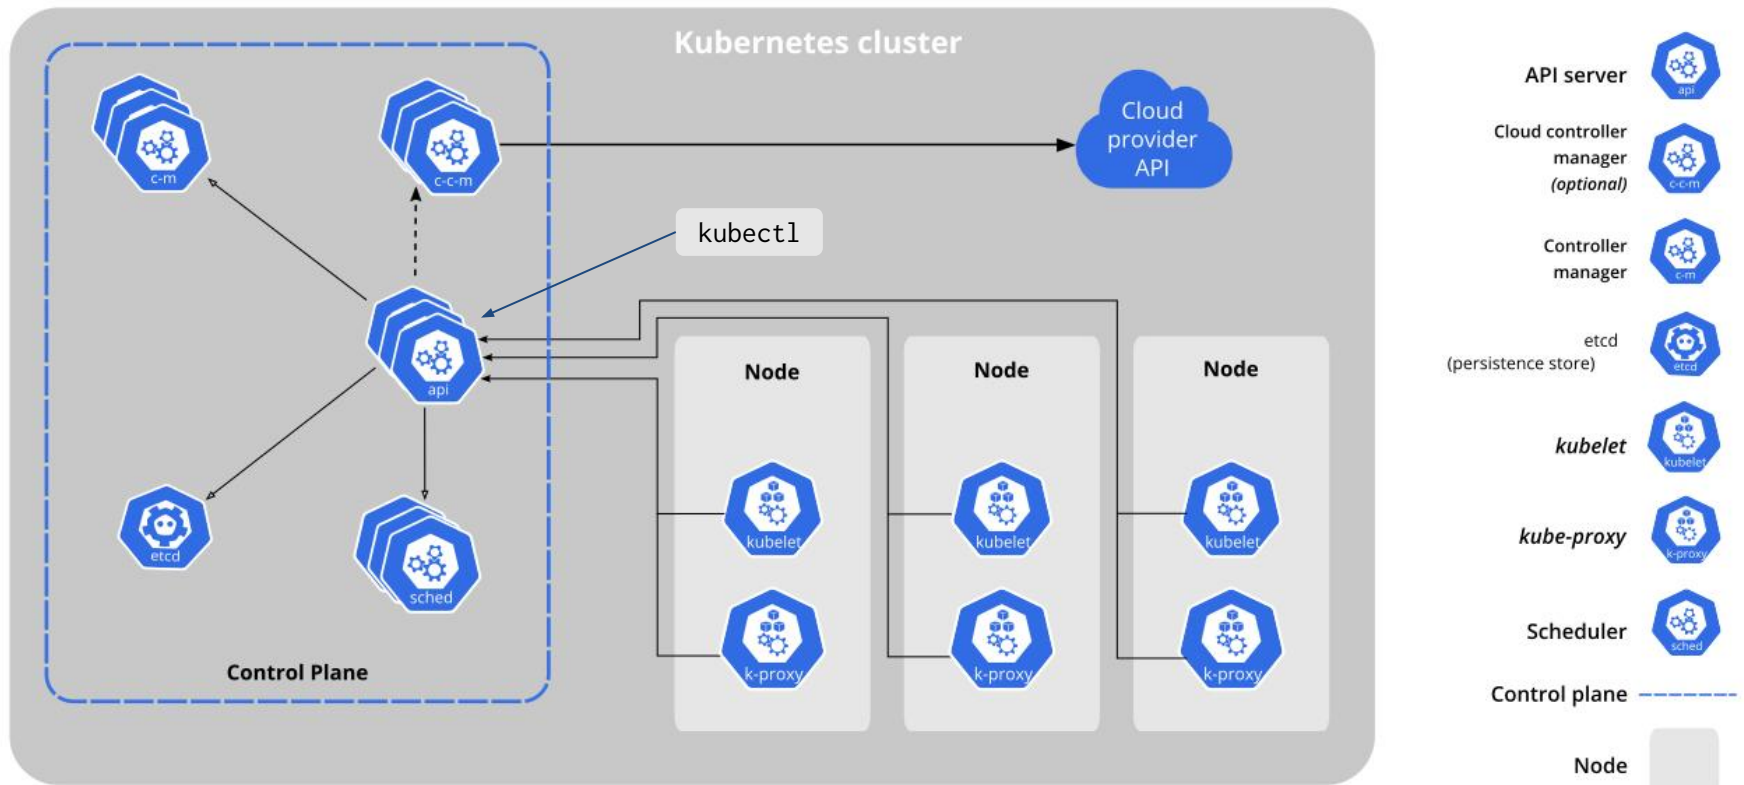 Kubernetes cluster
c-m
c-c-m
Cloud
provider
API
kubectl
api
etcd
sched
Control Plane
Node
kubelet
k-proxy
Node
kubelet
k-proxy
Node
kubelet
k-proxy
API server
api
Cloud controller
manager
(optional)
c-c-m
Controller
manager
c-m
etcd
(persistence store)
etcd
kubelet
kubelet
kube-proxy
k-proxy
Scheduler
sched
Control plane
Node